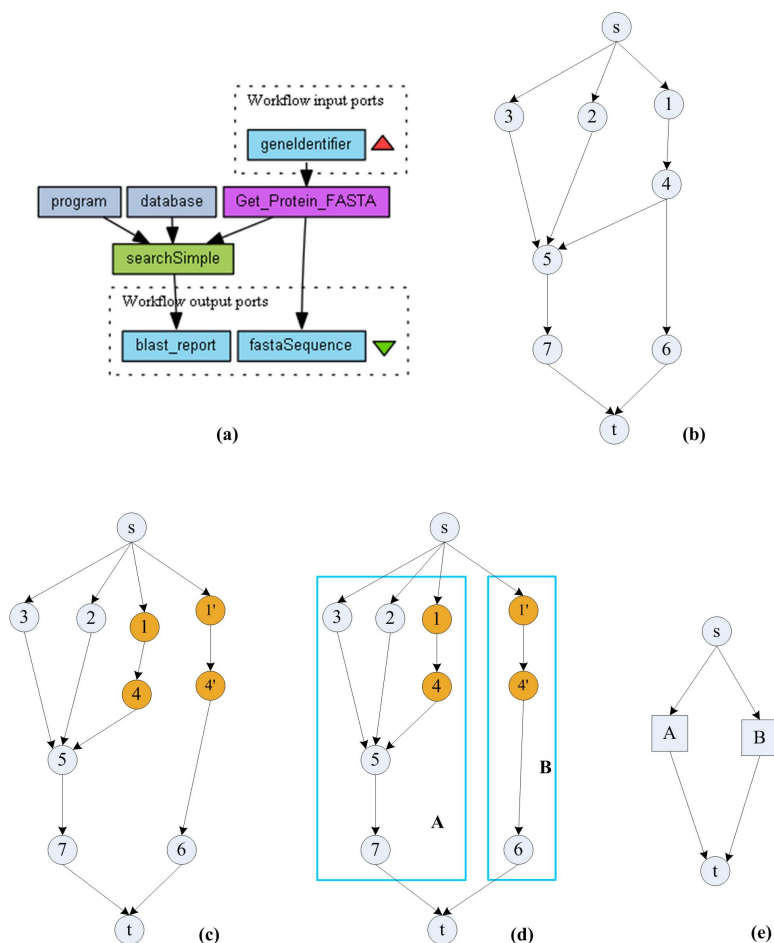 Workflow input ports
geneIdentifier
program
database
Get_Protein_FASTA
searchSimple
Workflow output ports
blast_report
fastaSequence
(a)
s
3
2
1
4
5
7
6
t
(b)
s
3
2
1
1'
4
4'
5
7
6
t
(c)
s
3
2
1
1'
4
4'
5
B
A
7
6
t
(d)
s
A
B
t
(e)